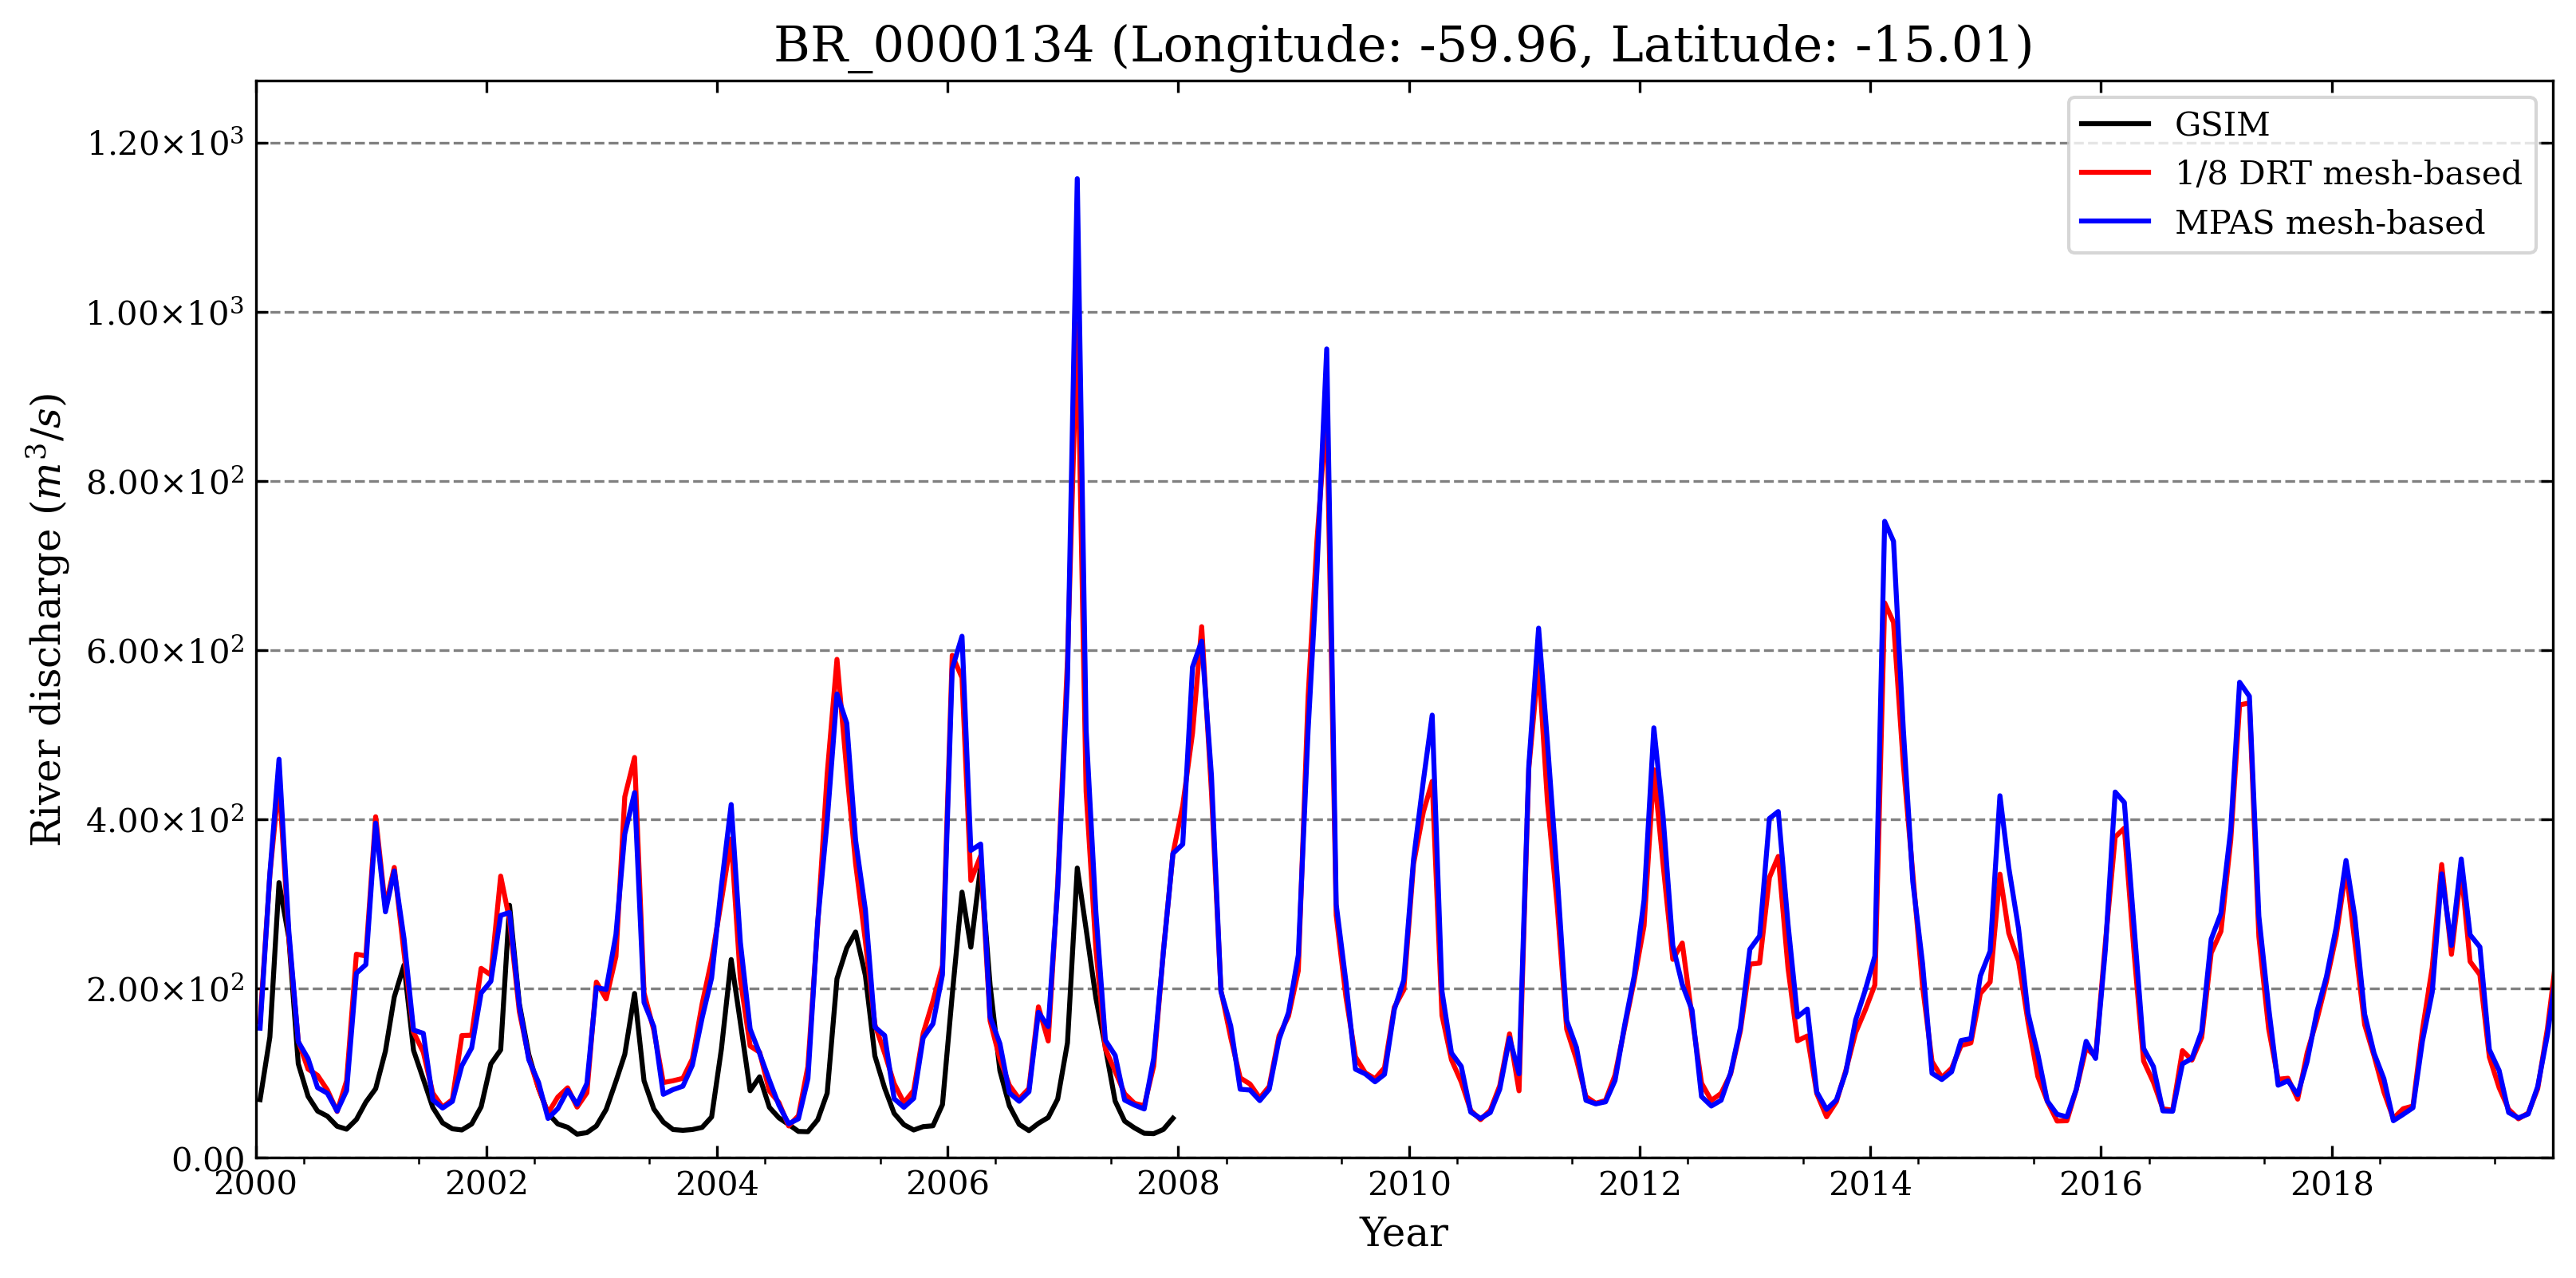 BR_0000134 (Longitude: -59.96, Latitude: -15.01)
GSIM
1/8 DRT mesh-based
MPAS mesh-based
River discharge (m³/s)
1.20×10³
1.00×10³
8.00×10²
6.00×10²
4.00×10²
2.00×10²
0.00
2000 2002 2004 2006 2008 2010 2012 2014 2016 2018
Year